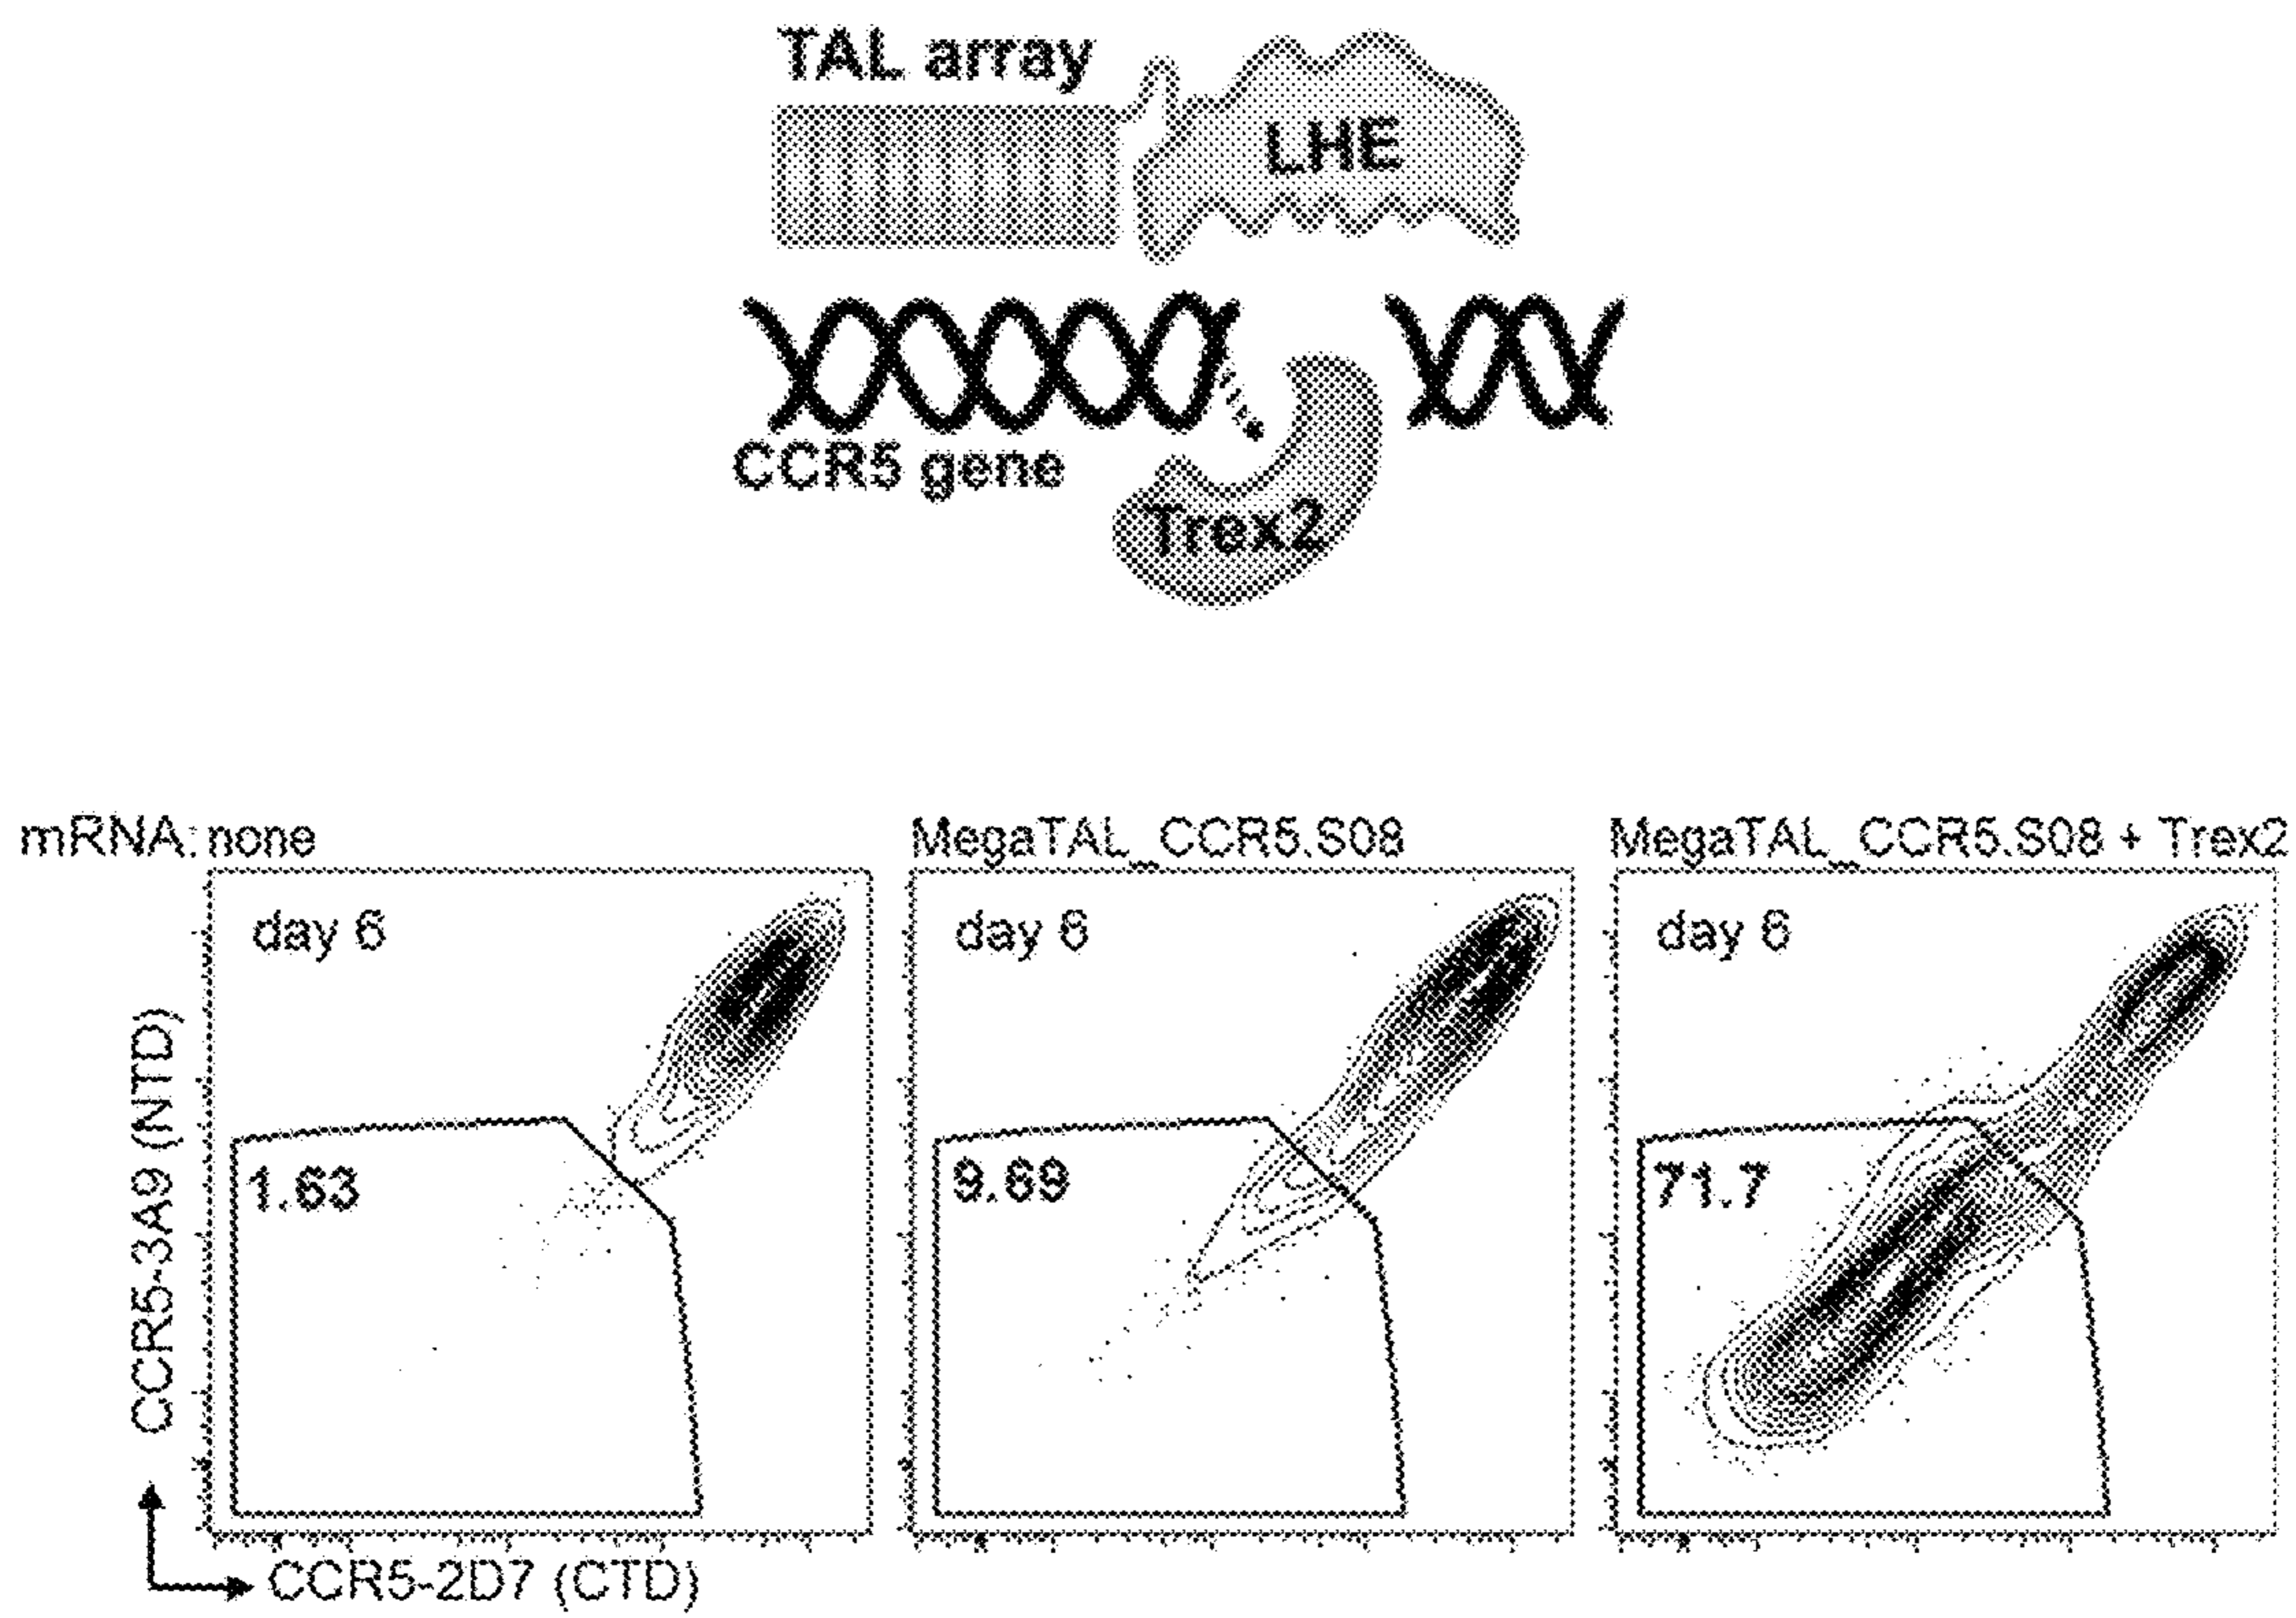 TAL array
LHE
CCR5 gene
Trex2
mRNA: none
MegaTAL_CCR5.S08
MegaTAL_CCR5.S08 + Trex2
day 6
day 6
day 6
1.63
9.69
71.7
CCR5-3A9 (NTD)
CCR5-2D7 (CTD)